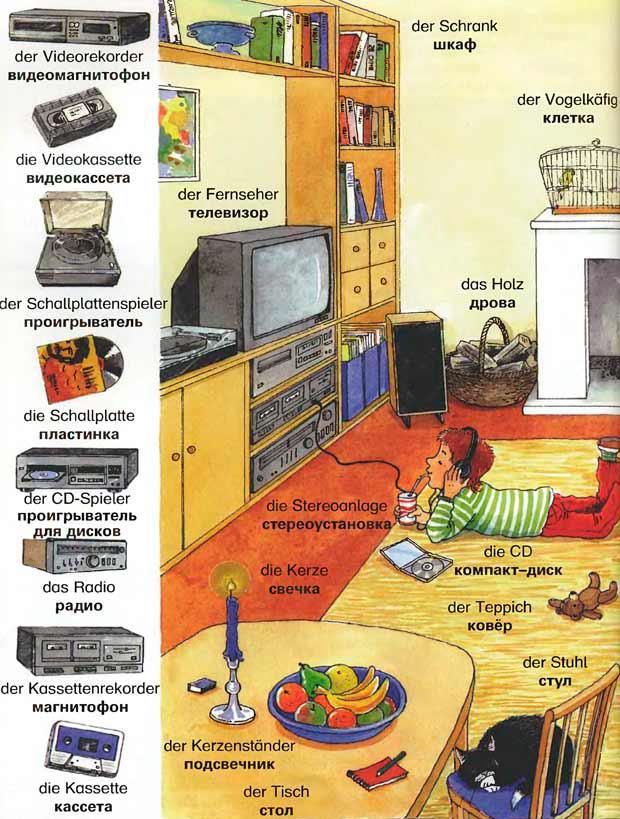 der Videorekorder
видеомагнитофон
die Videokassette
видеокассета
der Schallplattenspieler
проигрыватель
die Schallplatte
пластинка
der CD-Spieler
проигрыватель
для дисков
das Radio
радио
der Kassettenrekorder
магнитофон
die Kassette
кассета
der Schrank
шкаф
der Vogelkäfig
клетка
der Fernseher
телевизор
das Holz
дрова
die Stereoanlage
стереоустановка
die CD
компакт–диск
die Kerze
свечка
der Teppich
ковёр
der Stuhl
стул
der Kerzenständer
подсвечник
der Tisch
стол